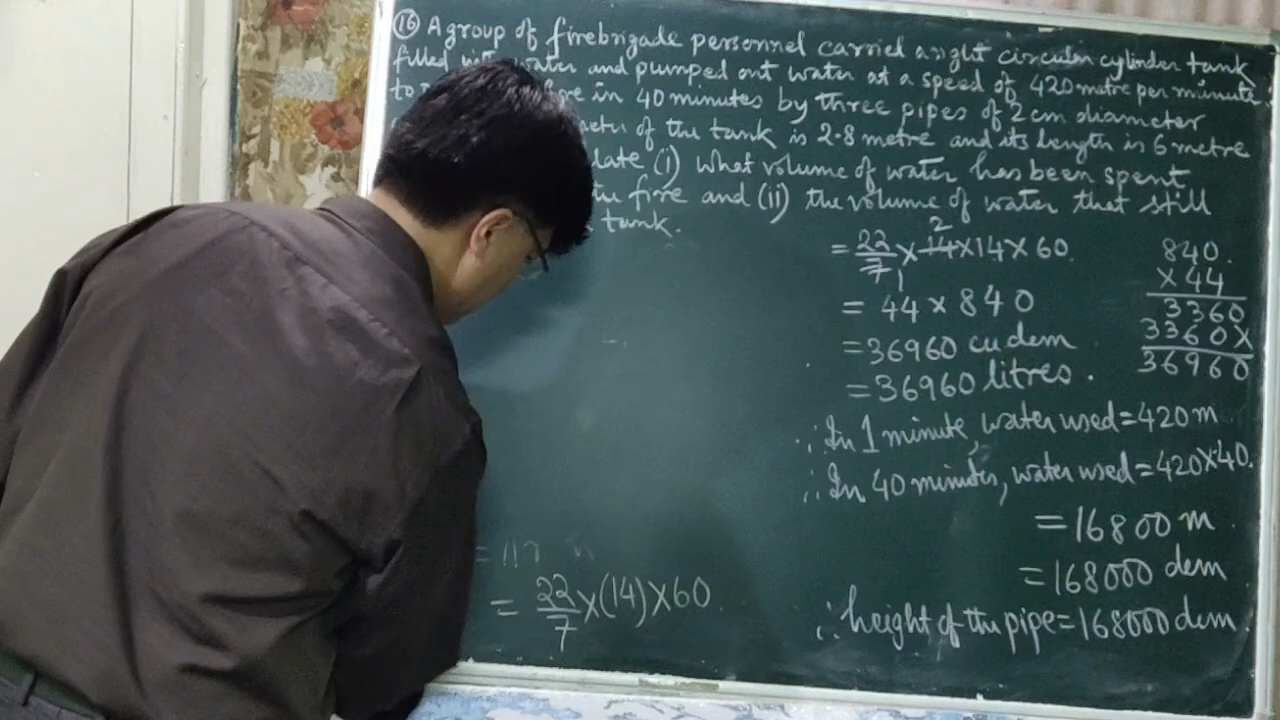 (16) A group of firebrigade personnel carried a right circular cylinder tank
filled with water and pumped out water at a speed of 420 metre per minute
to fire in 40 minutes by three pipes of 2 cm diameter
of the tank is 2.8 metre and its length is 6 metre
late (i) What volume of water has been spent
fire and (ii) the volume of water that still
tank.
= 22/7 × 14 × 14 × 60
2
1
= 44 × 840
= 36960 cu dcm
= 36960 litres.
840
× 44
3360
3360×
36960
∴ In 1 minute, water used = 420 m
∴ In 40 minutes, water used = 420×40.
= 16800 m
= 168000 dcm
∴ height of the pipe = 168000 dcm
= 22/7 × (14) × 60